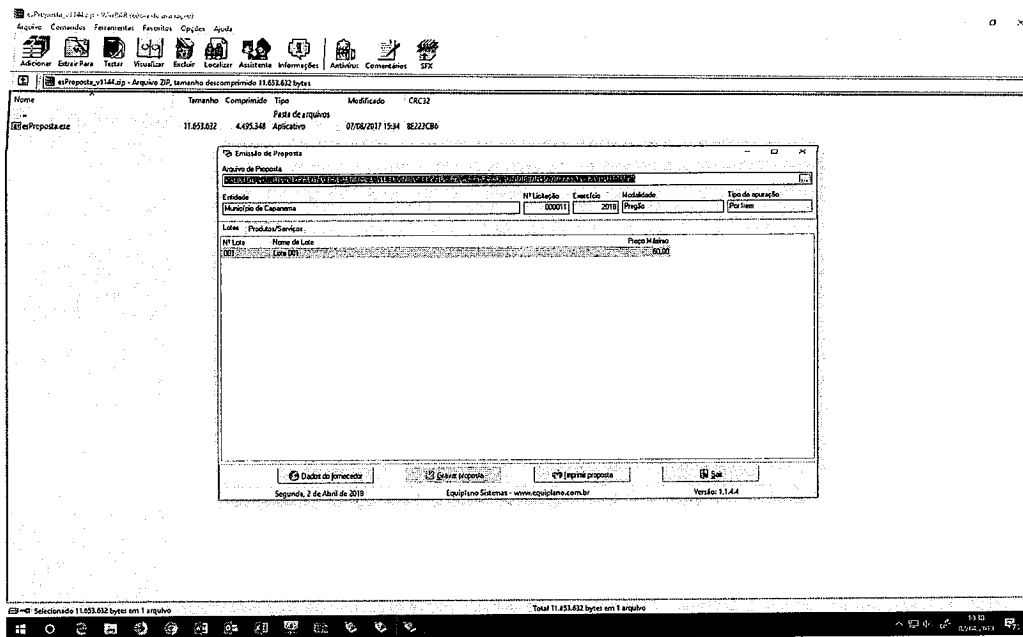 esProposta_v1144.zip - WinRAR (cópia de avaliação)
Arquivo Comandos Ferramentas Favoritos Opções Ajuda
Adicionar Extrair Para Testar Visualizar Excluir Localizar Assistente Informações Antivírus Comentários SFX
esProposta_v1144.zip - Arquivo ZIP, tamanho descomprimido 11.653.632 bytes
Nome Tamanho Comprimido Tipo Modificado CRC32
Pasta de arquivos
esProposta.exe 11.653.632 4.495.348 Aplicativo 07/08/2017 15:34 8E223CB6
Emissão de Proposta
Arquivo de Proposta
Entidade Nº Licitação Exercício Modalidade Tipo da apuração
Município de Capanema 000011 2018 Pregão Por Item
Lotes Produtos/Serviços
Nº Lote Nome do Lote Preço Máximo
001 Lote 001
Dados do fornecedor Gravar proposta Imprimir proposta Sair
Segunda, 2 de Abril de 2018 Equiplano Sistemas - www.equiplano.com.br Versão: 1.1.4.4
Selecionado 11.653.632 bytes em 1 arquivo Total 11.653.632 bytes em 1 arquivo